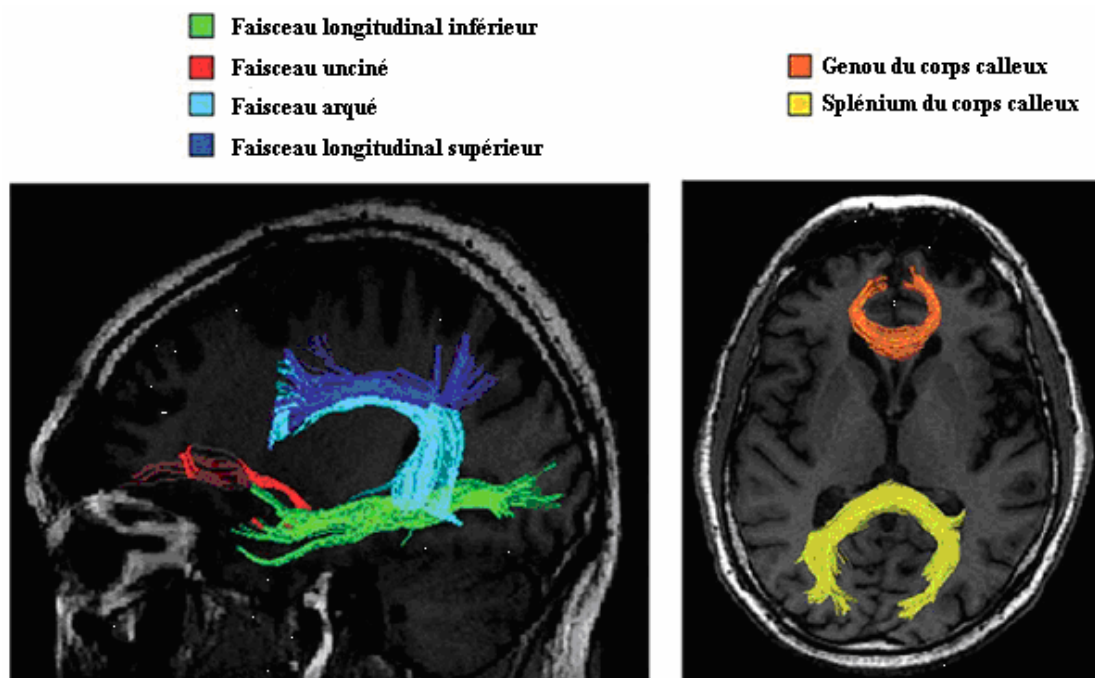 Faisceau longitudinal inférieur
Faisceau unciné
Faisceau arqué
Faisceau longitudinal supérieur
Genou du corps calleux
Splénium du corps calleux